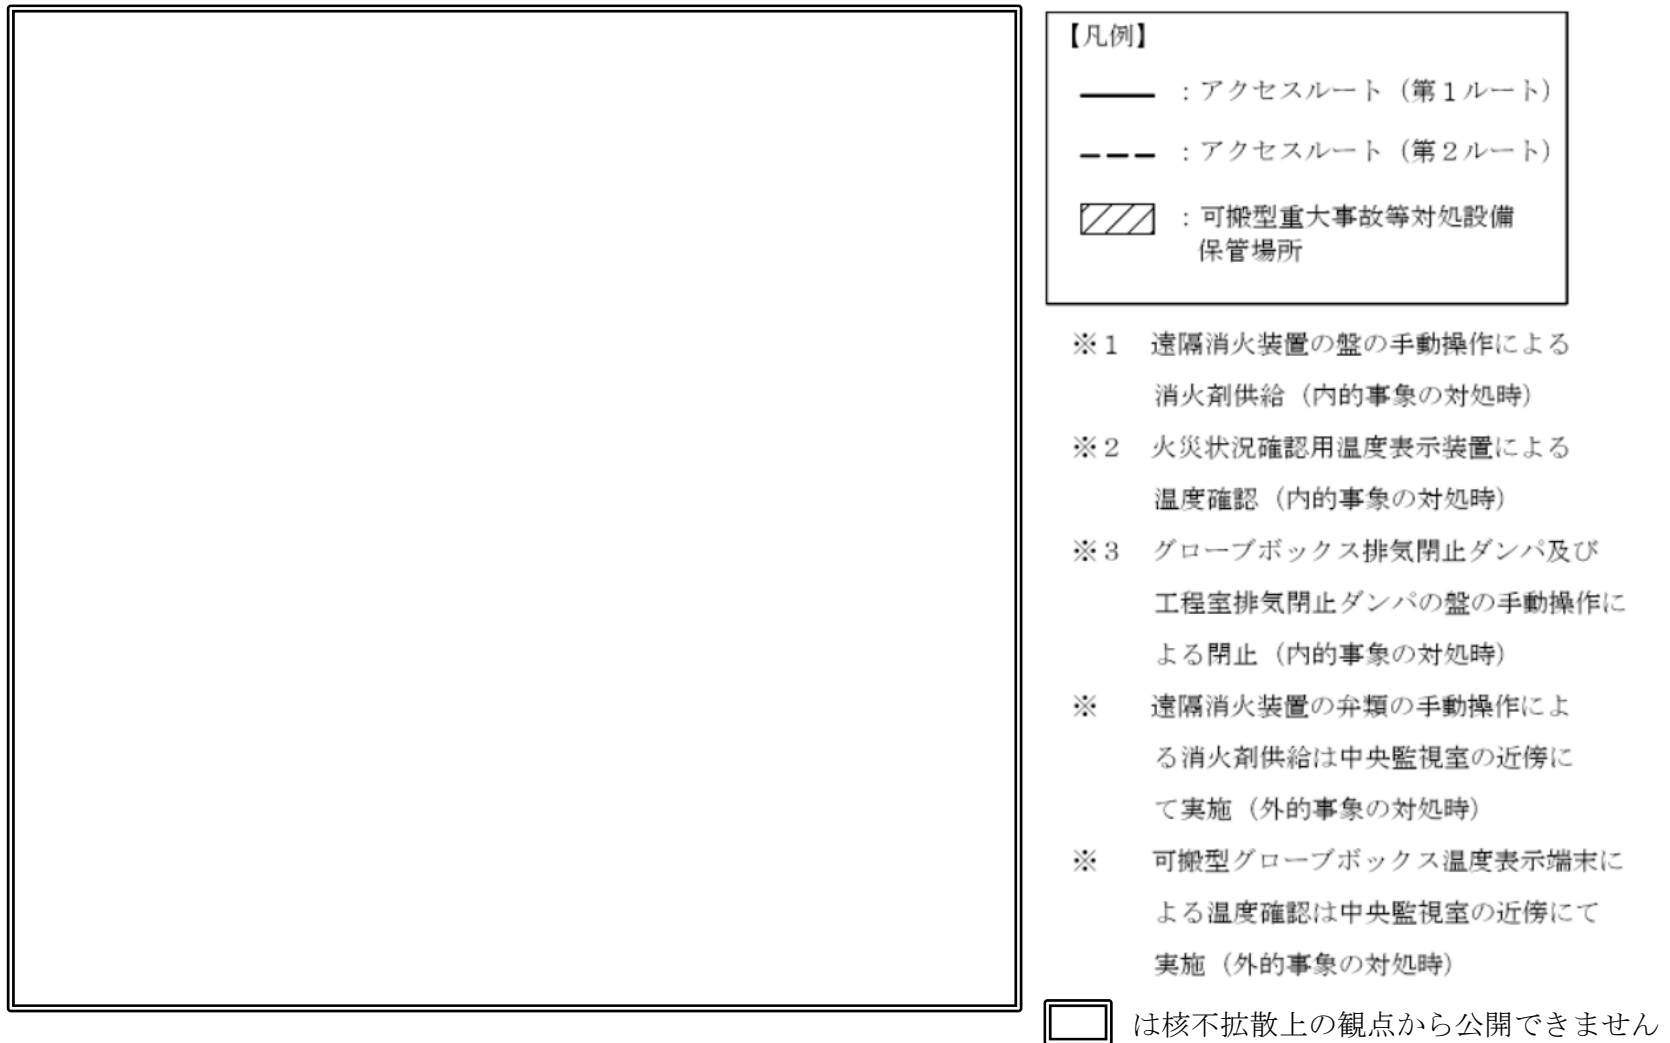 【凡例】
：アクセスルート（第１ルート）
：アクセスルート（第２ルート）
：可搬型重大事故等対処設備
保管場所
※１　遠隔消火装置の盤の手動操作による
消火剤供給（内的事象の対処時）
※２　火災状況確認用温度表示装置による
温度確認（内的事象の対処時）
※３　グローブボックス排気閉止ダンパ及び
工程室排気閉止ダンパの盤の手動操作に
よる閉止（内的事象の対処時）
※　遠隔消火装置の弁類の手動操作によ
る消火剤供給は中央監視室の近傍に
て実施（外的事象の対処時）
※　可搬型グローブボックス温度表示端末に
よる温度確認は中央監視室の近傍にて
実施（外的事象の対処時）
は核不拡散上の観点から公開できません